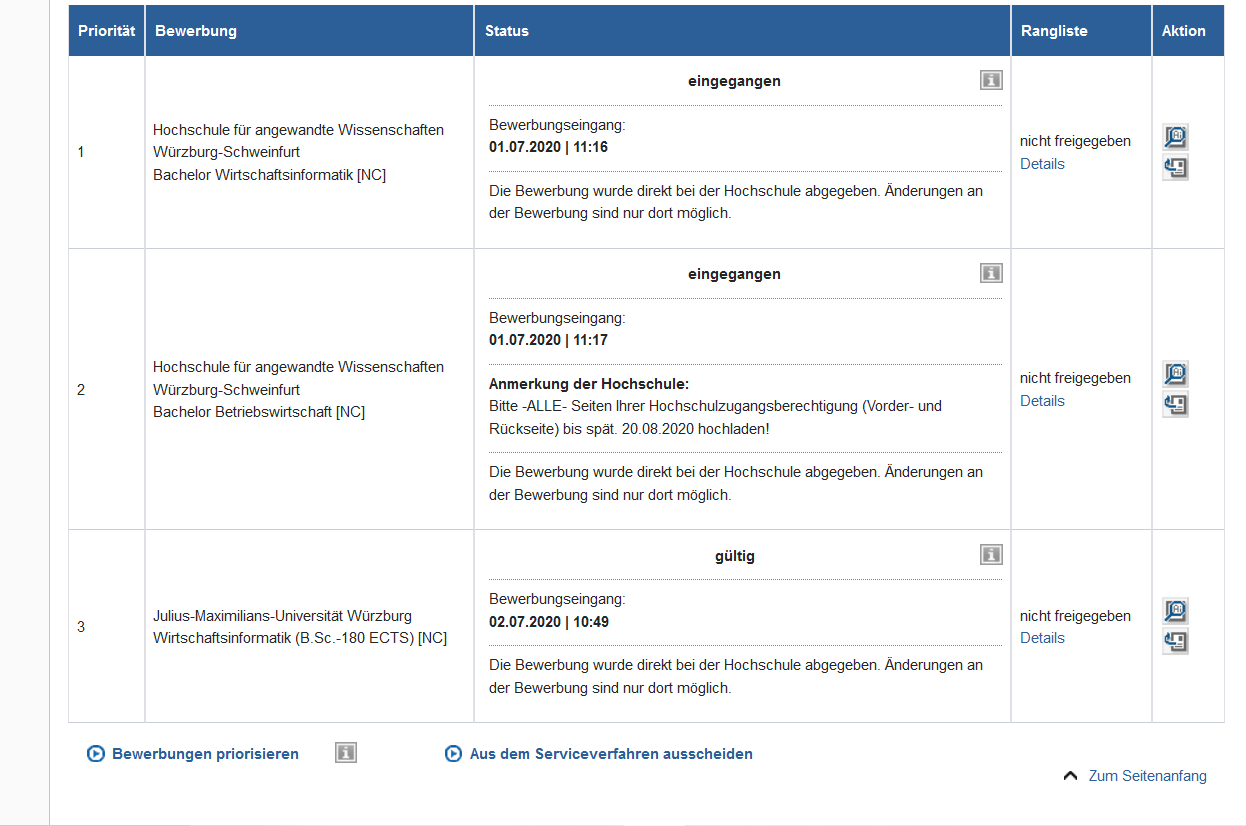 Priorität Bewerbung Status Rangliste Aktion
eingegangen
Bewerbungseingang:
01.07.2020 | 11:16
Die Bewerbung wurde direkt bei der Hochschule abgegeben. Änderungen an
der Bewerbung sind nur dort möglich.
1
Hochschule für angewandte Wissenschaften
Würzburg-Schweinfurt
Bachelor Wirtschaftsinformatik [NC]
nicht freigegeben
Details
eingegangen
Bewerbungseingang:
01.07.2020 | 11:17
Anmerkung der Hochschule:
Bitte -ALLE- Seiten Ihrer Hochschulzugangsberechtigung (Vorder- und
Rückseite) bis spät. 20.08.2020 hochladen!
Die Bewerbung wurde direkt bei der Hochschule abgegeben. Änderungen an
der Bewerbung sind nur dort möglich.
2
Hochschule für angewandte Wissenschaften
Würzburg-Schweinfurt
Bachelor Betriebswirtschaft [NC]
nicht freigegeben
Details
gültig
Bewerbungseingang:
02.07.2020 | 10:49
Die Bewerbung wurde direkt bei der Hochschule abgegeben. Änderungen an
der Bewerbung sind nur dort möglich.
3
Julius-Maximilians-Universität Würzburg
Wirtschaftsinformatik (B.Sc.-180 ECTS) [NC]
nicht freigegeben
Details
Bewerbungen priorisieren
Aus dem Serviceverfahren ausscheiden
Zum Seitenanfang